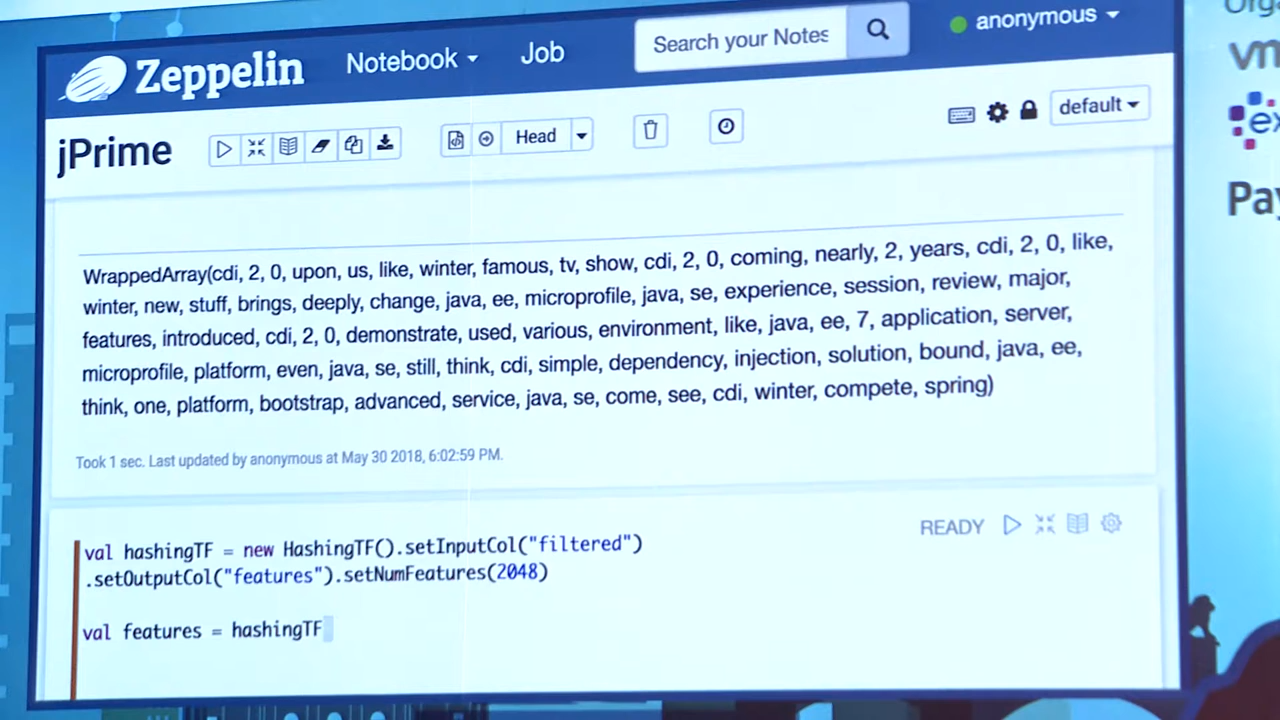 Zeppelin Notebook Job Search your Notes anonymous
jPrime Head default
WrappedArray(cdi, 2, 0, upon, us, like, winter, famous, tv, show, cdi, 2, 0, coming, nearly, 2, years, cdi, 2, 0, like,
winter, new, stuff, brings, deeply, change, java, ee, microprofile, java, se, experience, session, review, major,
features, introduced, cdi, 2, 0, demonstrate, used, various, environment, like, java, ee, 7, application, server,
microprofile, platform, even, java, se, still, think, cdi, simple, dependency, injection, solution, bound, java, ee,
think, one, platform, bootstrap, advanced, service, java, se, come, see, cdi, winter, compete, spring)
Took 1 sec. Last updated by anonymous at May 30 2018, 6:02:59 PM.
READY
val hashingTF = new HashingTF().setInputCol("filtered")
.setOutputCol("features").setNumFeatures(2048)
val features = hashingTF